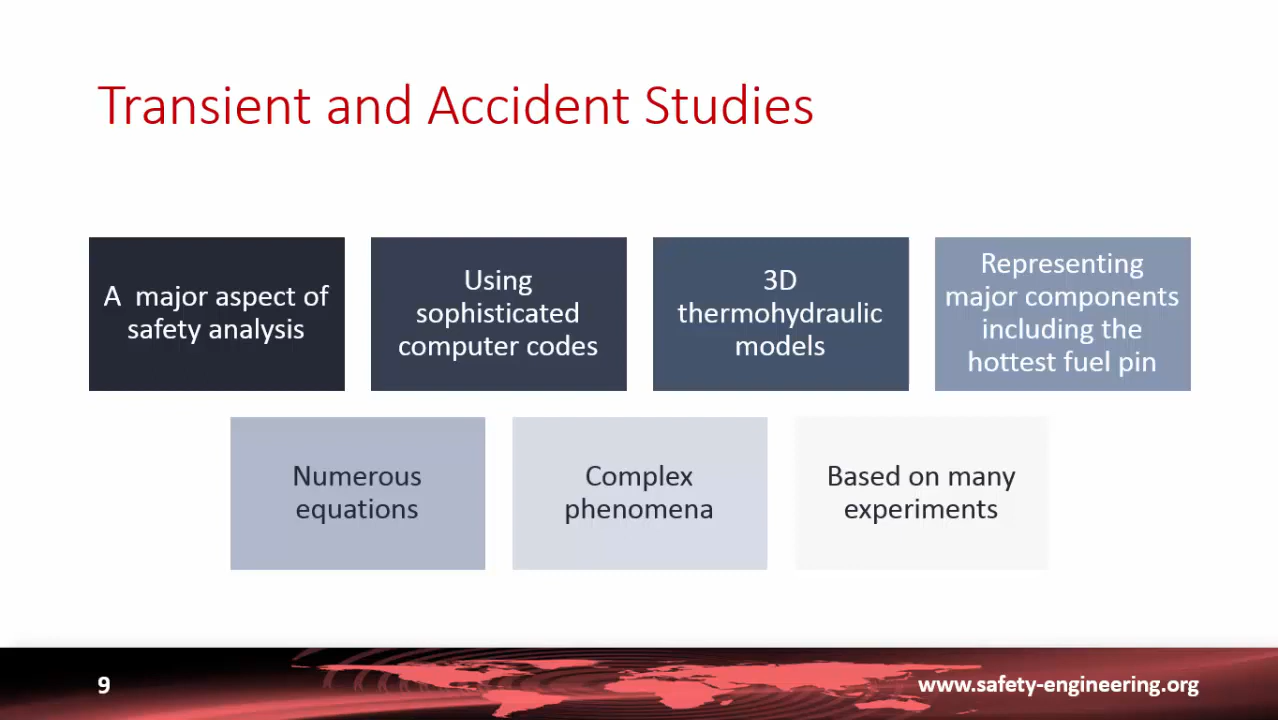 Transient and Accident Studies
A  major aspect of
safety analysis
Using
sophisticated
computer codes
3D
thermohydraulic
models
Representing
major components
including the
hottest fuel pin
Numerous
equations
Complex
phenomena
Based on many
experiments
9
www.safety-engineering.org